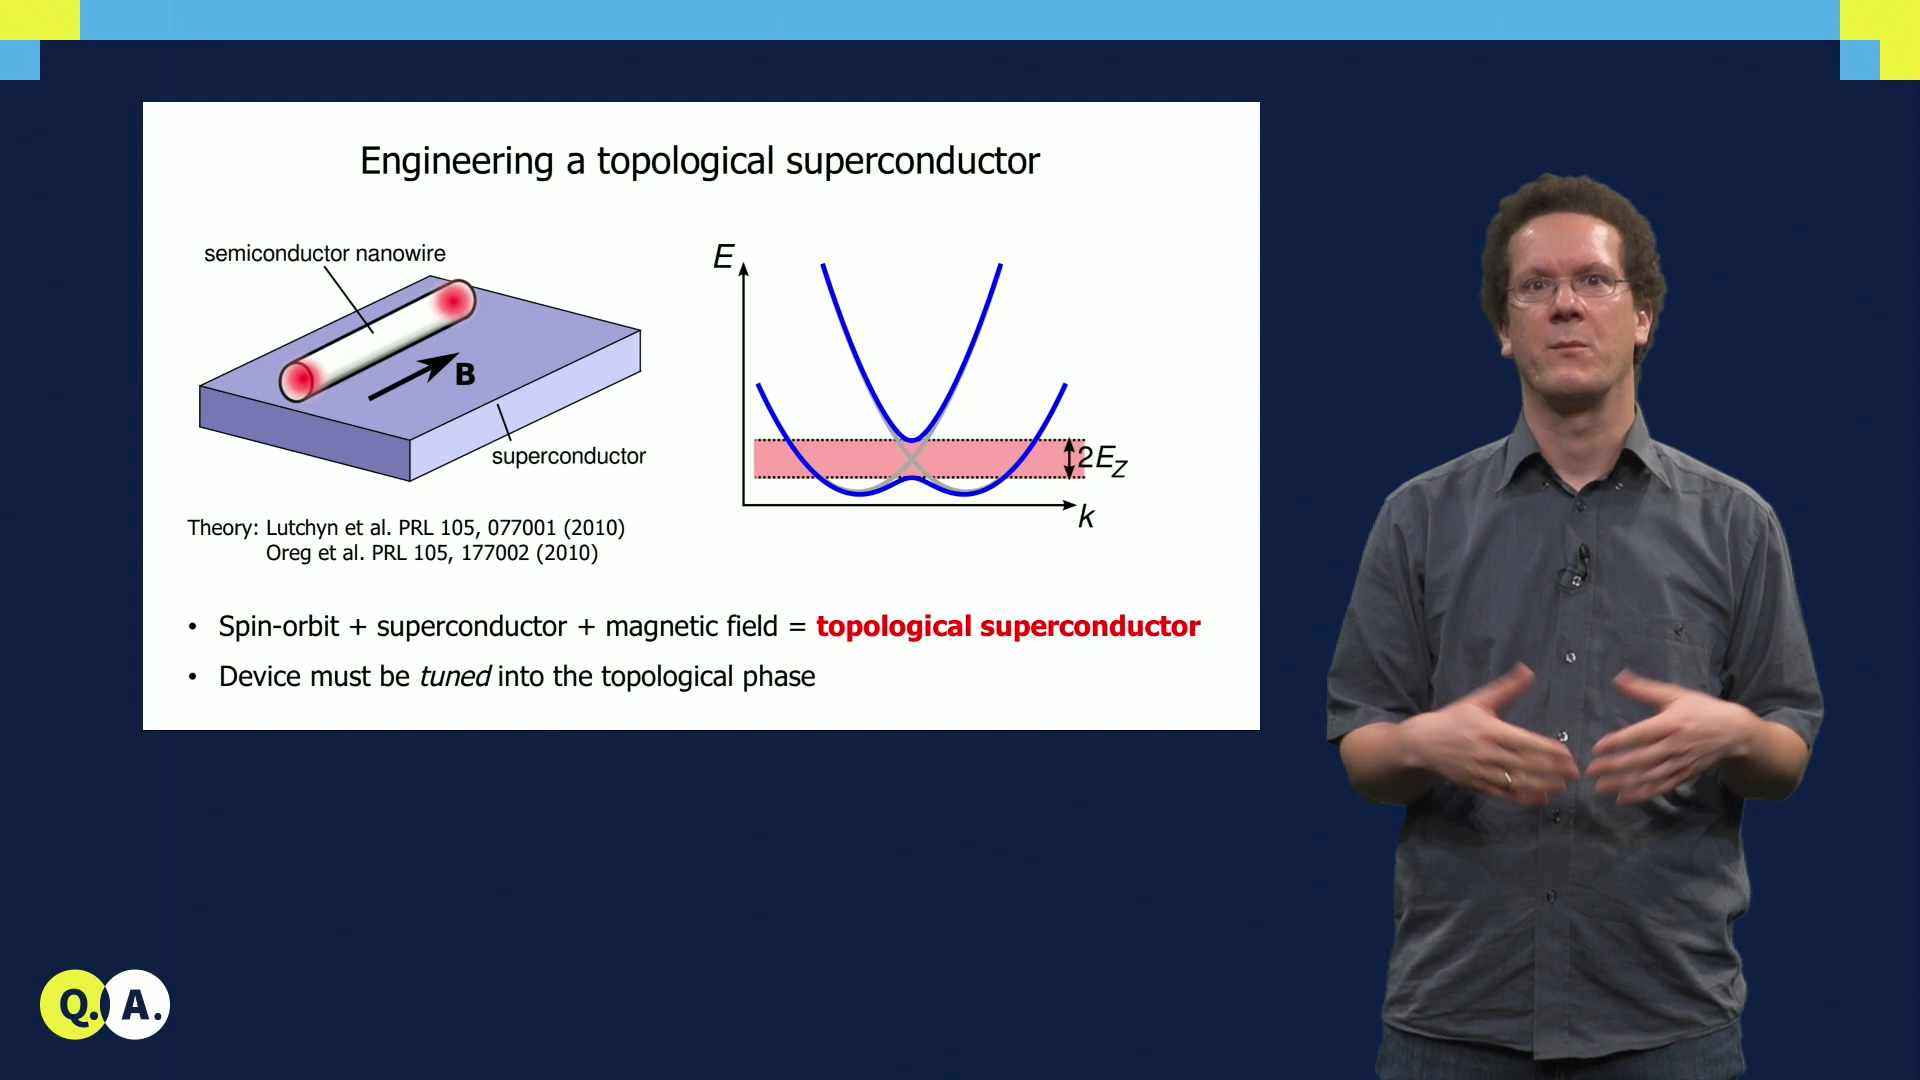 Engineering a topological superconductor
semiconductor nanowire
B
superconductor
E
2E_Z
k
Theory: Lutchyn et al. PRL 105, 077001 (2010)
Oreg et al. PRL 105, 177002 (2010)
• Spin-orbit + superconductor + magnetic field = topological superconductor
• Device must be tuned into the topological phase
Q. A.